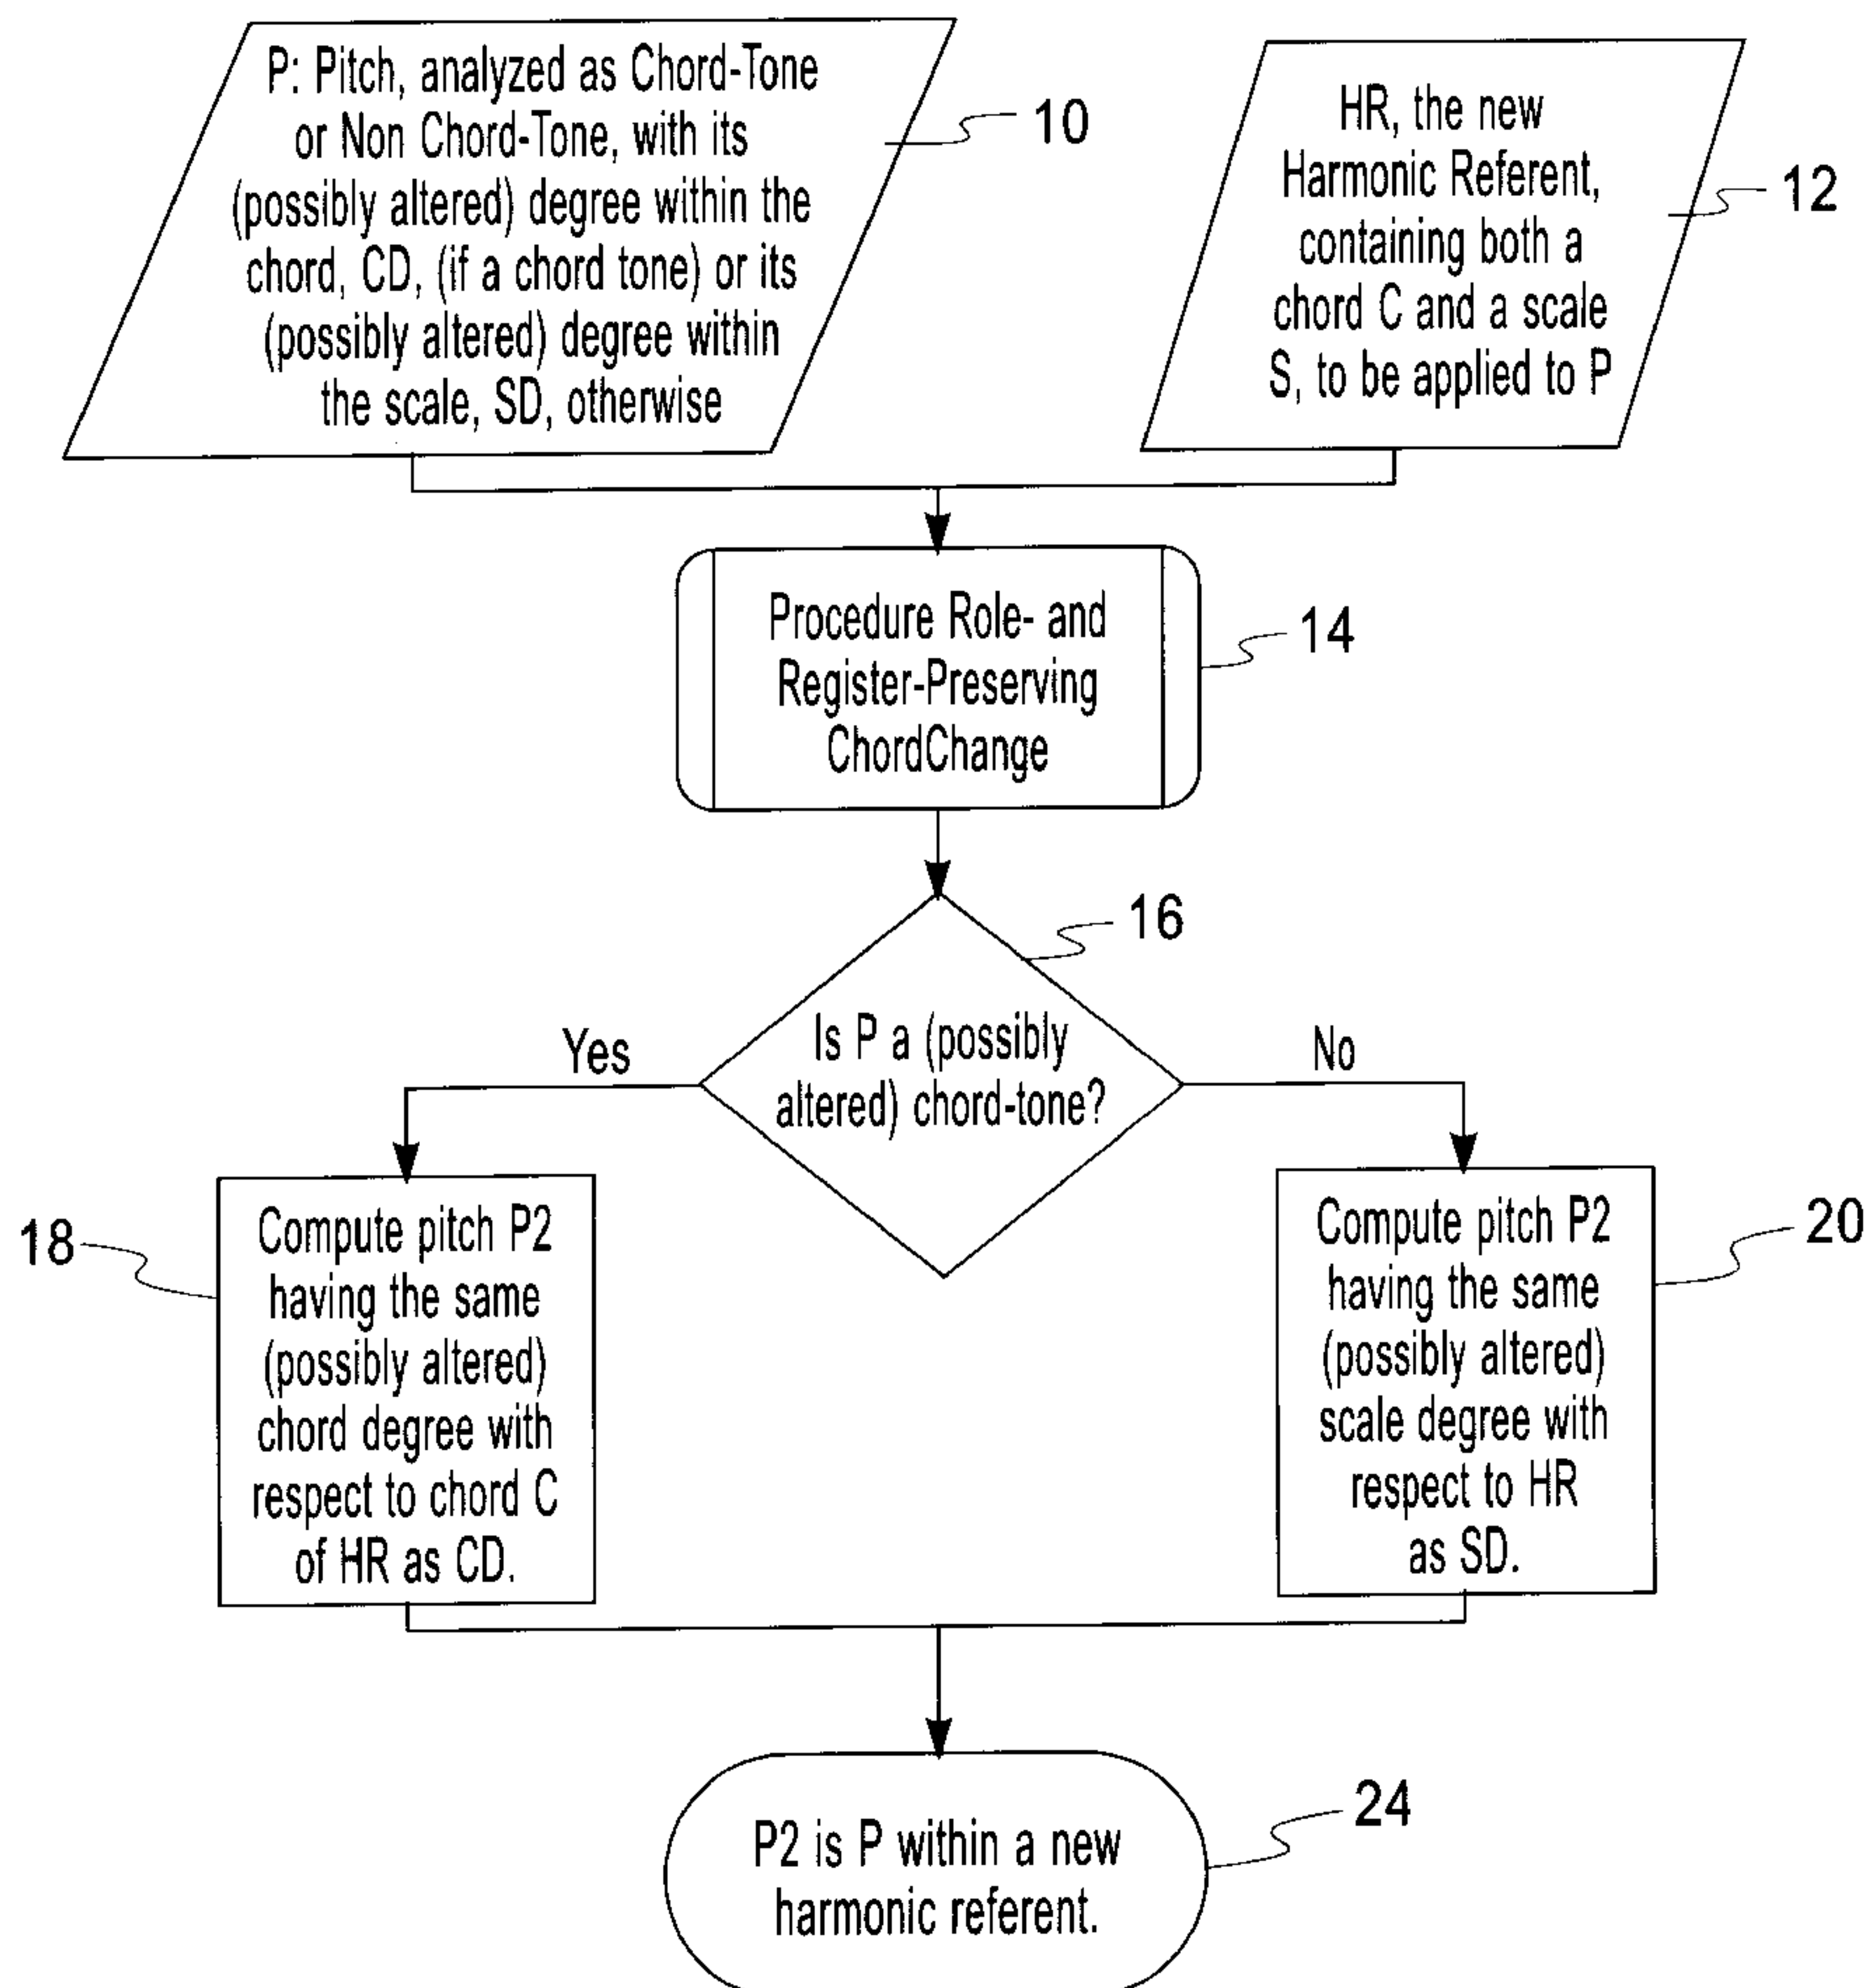 P: Pitch, analyzed as Chord-Tone
or Non Chord-Tone, with its
(possibly altered) degree within the
chord, CD, (if a chord tone) or its
(possibly altered) degree within
the scale, SD, otherwise
10
HR, the new
Harmonic Referent,
containing both a
chord C and a scale
S, to be applied to P
12
Procedure Role- and
Register-Preserving
ChordChange
14
16
Is P a (possibly
altered) chord-tone?
Yes
No
18
Compute pitch P2
having the same
(possibly altered)
chord degree with
respect to chord C
of HR as CD.
Compute pitch P2
having the same
(possibly altered)
scale degree with
respect to HR
as SD.
20
P2 is P within a new
harmonic referent.
24